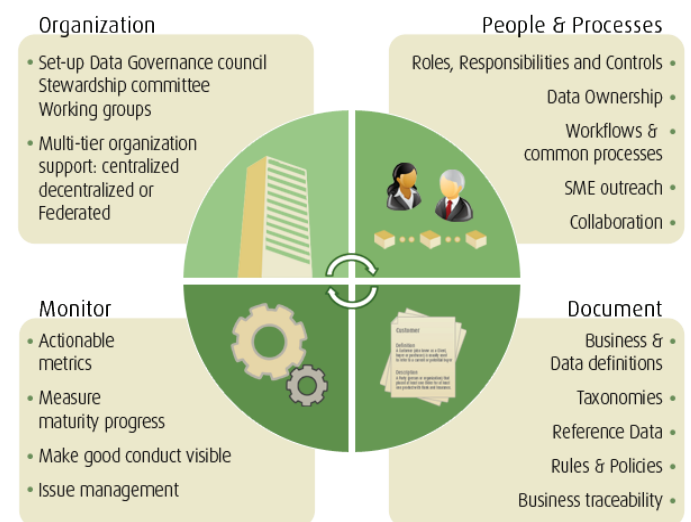 Organization
Set-up Data Governance council
Stewardship committee
Working groups
Multi-tier organization
support: centralized
decentralized or
Federated
People & Processes
Roles, Responsibilities and Controls
Data Ownership
Workflows &
common processes
SME outreach
Collaboration
Monitor
Actionable
metrics
Measure
maturity progress
Make good conduct visible
Issue management
Customer
Definition
Description
Document
Business &
Data definitions
Taxonomies
Reference Data
Rules & Policies
Business traceability